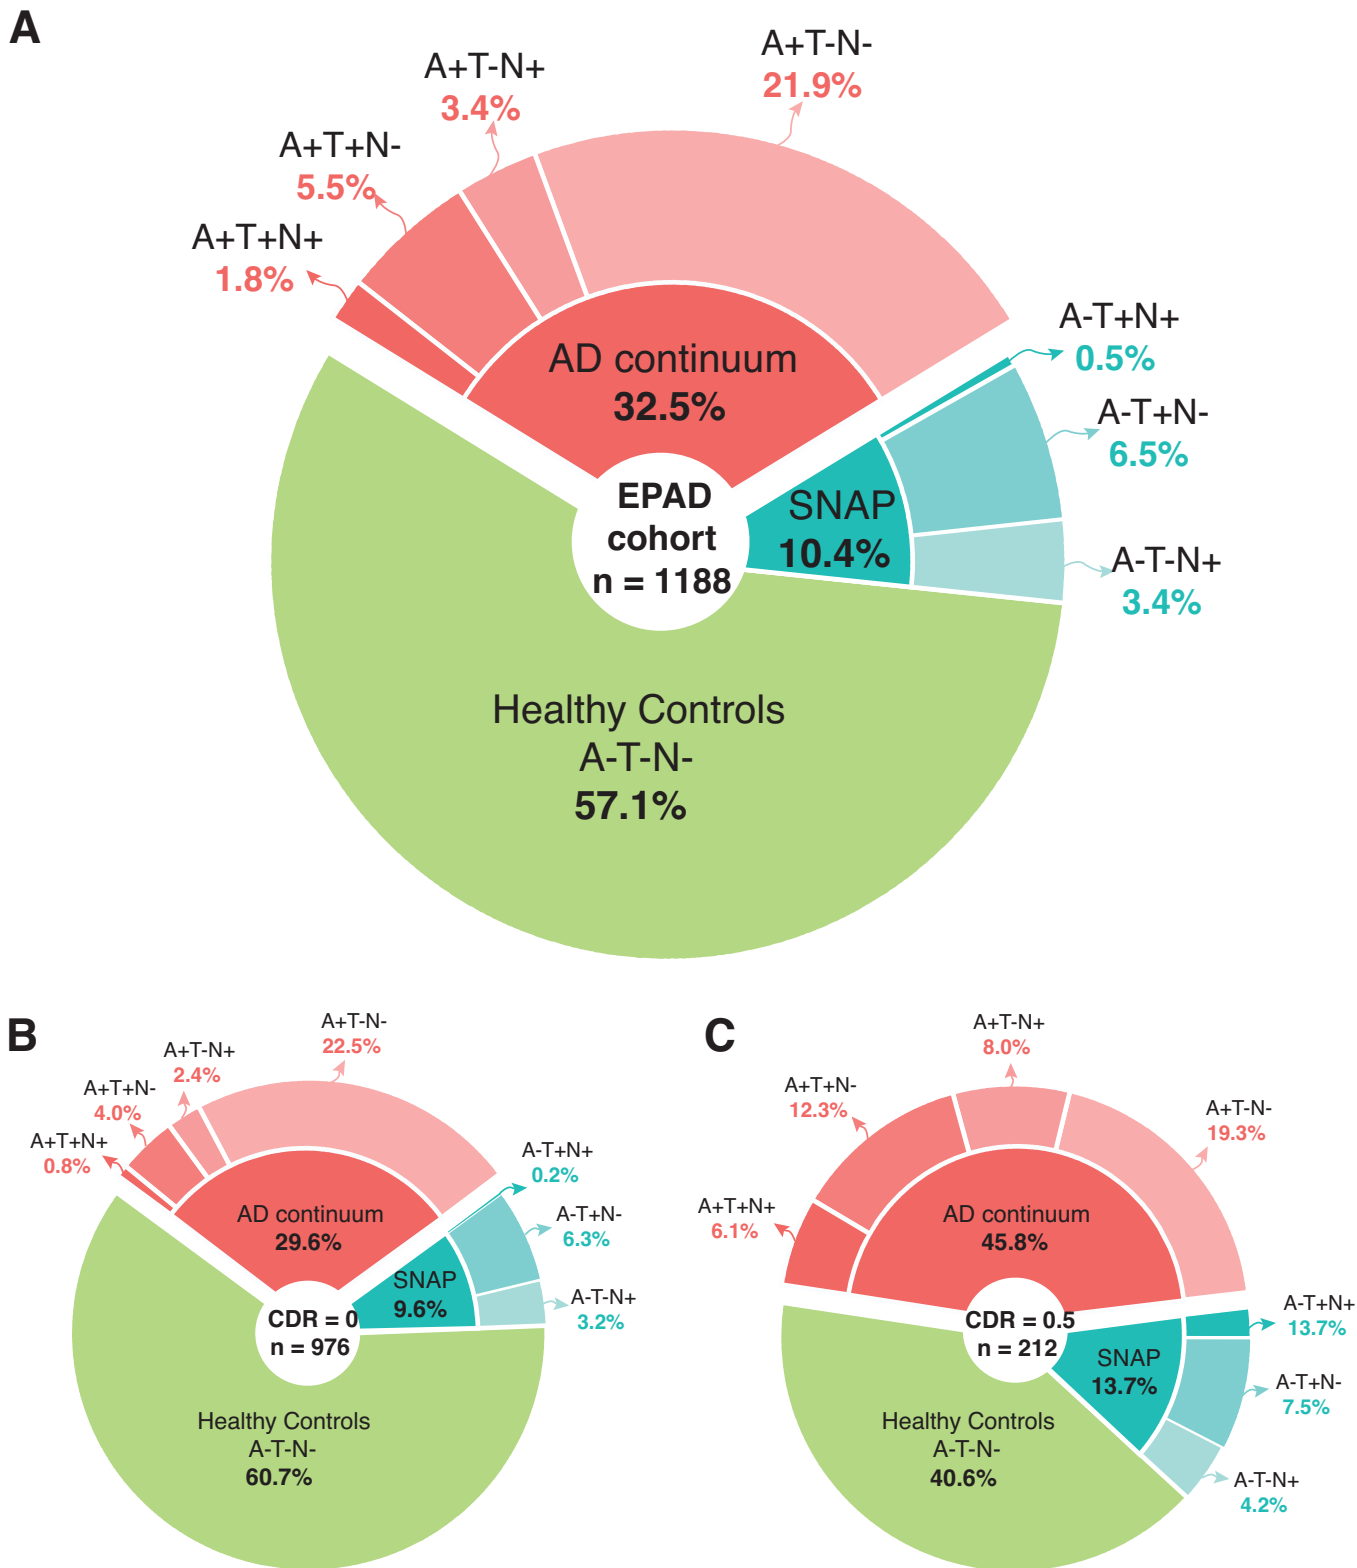 A
A+T-N-
21.9%
A+T-N+
3.4%
A+T+N-
5.5%
A+T+N+
1.8%
AD continuum
32.5%
A-T+N+
0.5%
A-T+N-
6.5%
SNAP
10.4%
A-T-N+
3.4%
EPAD
cohort
n = 1188
Healthy Controls
A-T-N-
57.1%
B
A+T-N-
22.5%
A+T-N+
2.4%
A+T+N-
4.0%
A+T+N+
0.8%
AD continuum
29.6%
A-T+N+
0.2%
A-T+N-
6.3%
SNAP
9.6%
A-T-N+
3.2%
CDR = 0
n = 976
Healthy Controls
A-T-N-
60.7%
C
A+T-N+
8.0%
A+T+N-
12.3%
A+T-N-
19.3%
A+T+N+
6.1%
AD continuum
45.8%
A-T+N+
13.7%
CDR = 0.5
n = 212
SNAP
13.7%
A-T+N-
7.5%
A-T-N+
4.2%
Healthy Controls
A-T-N-
40.6%